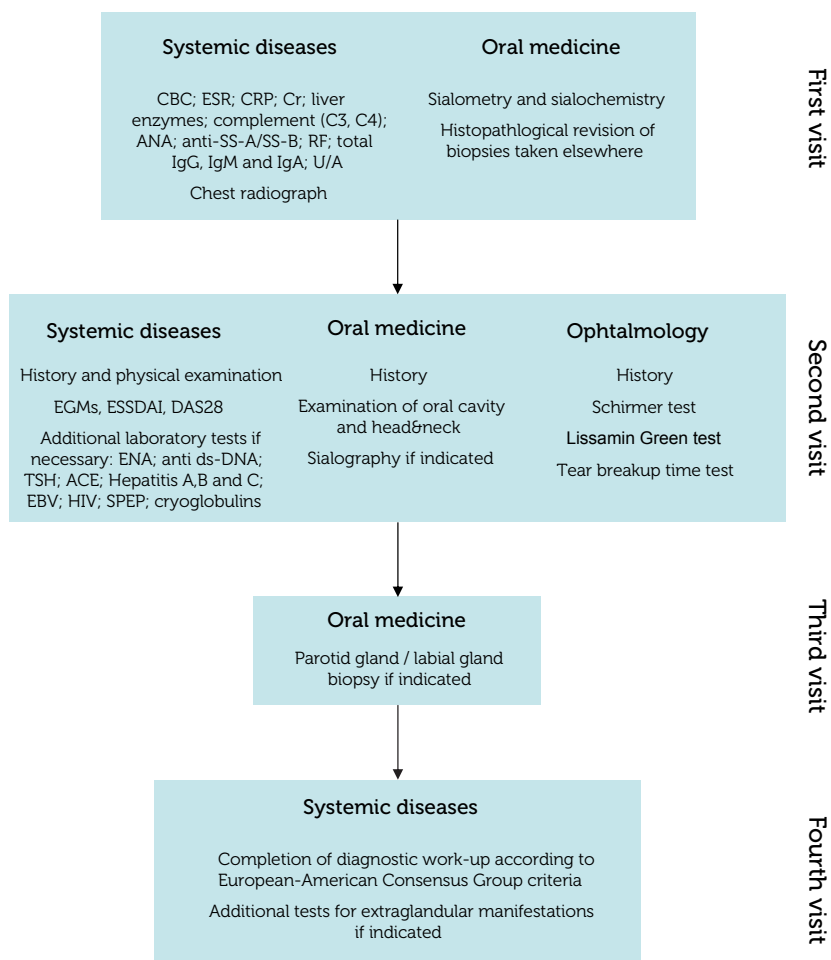 Systemic diseases
CBC; ESR; CRP; Cr; liver
enzymes; complement (C3, C4);
ANA; anti-SS-A/SS-B; RF; total
IgG, IgM and IgA; U/A
Chest radiograph
Oral medicine
Sialometry and sialochemistry
Histopathlogical revision of
biopsies taken elsewhere
First visit
Systemic diseases
History and physical examination
EGMs, ESSDAI, DAS28
Additional laboratory tests if
necessary: ENA; anti ds-DNA;
TSH; ACE; Hepatitis A,B and C;
EBV; HIV; SPEP; cryoglobulins
Oral medicine
History
Examination of oral cavity
and head&neck
Sialography if indicated
Ophtalmology
History
Schirmer test
Lissamin Green test
Tear breakup time test
Second visit
Oral medicine
Parotid gland / labial gland
biopsy if indicated
Third visit
Systemic diseases
Completion of diagnostic work-up according to
European-American Consensus Group criteria
Additional tests for extraglandular manifestations
if indicated
Fourth visit